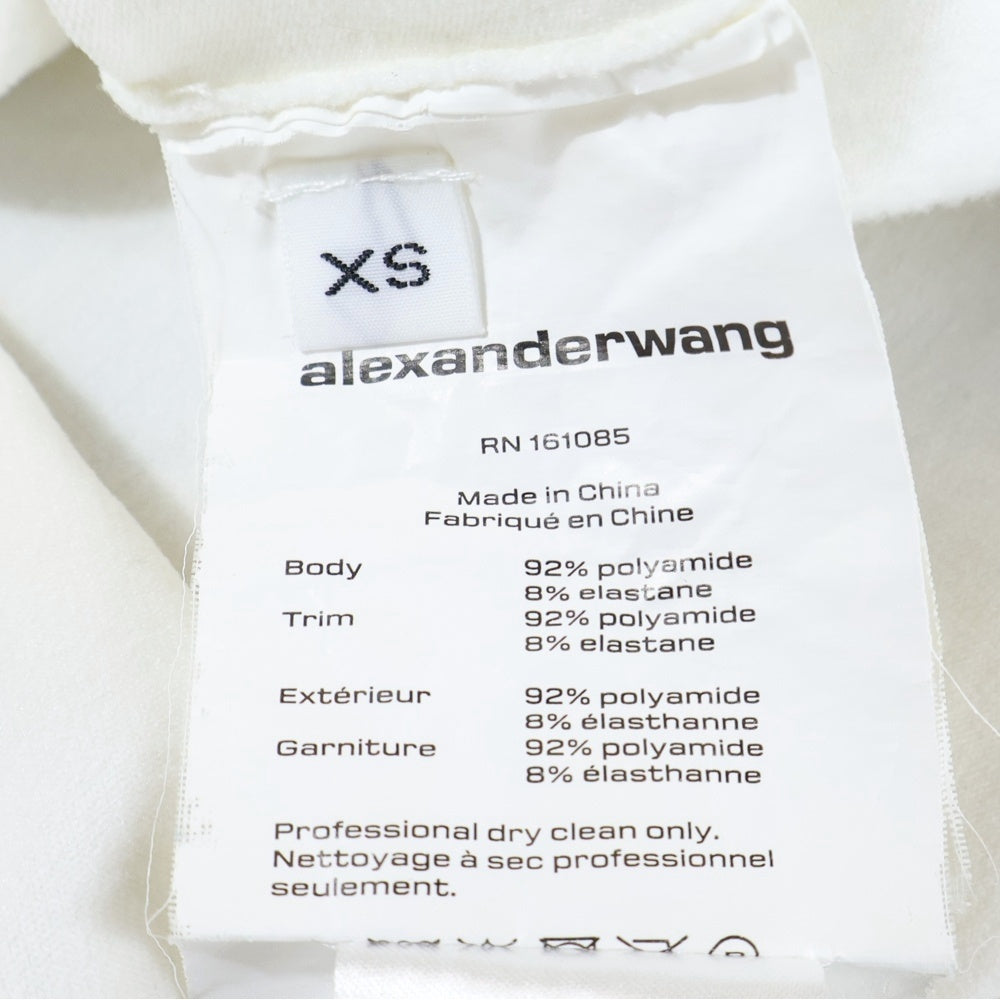 XS
alexanderwang
RN 161085
Made in China
Fabriqué en Chine
Body 92% polyamide
8% elastane
Trim 92% polyamide
8% elastane
Extérieur 92% polyamide
8% élasthanne
Garniture 92% polyamide
8% élasthanne
Professional dry clean only.
Nettoyage à sec professionnel
seulement.